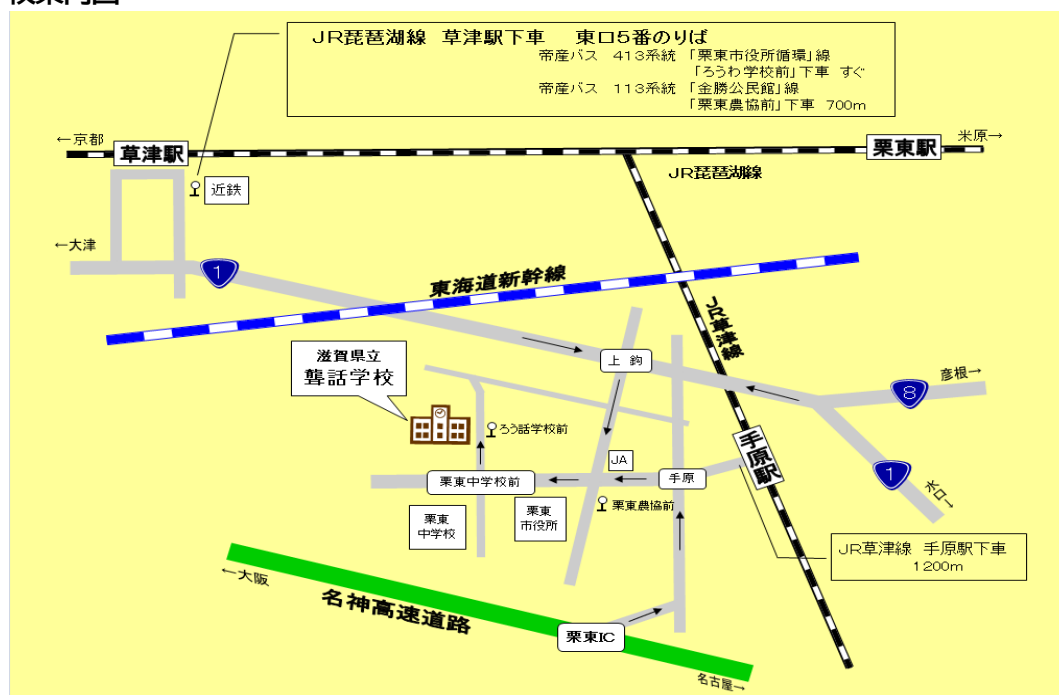 JR琵琶湖線 草津駅下車 東口5番のりば
帝産バス 413系統 「栗東市役所循環」線
「ろうわ学校前」下車 すぐ
帝産バス 113系統 「金勝公民館」線
「栗東農協前」下車 700m
←京都
草津駅
栗東駅
米原→
JR琵琶湖線
近鉄
←大津
1
東海道新幹線
JR草津線
滋賀県立
聾話学校
上鈎
8
彦根→
ろう話学校前
手原駅
JA
栗東中学校前
手原
1
水口→
栗東
中学校
栗東
市役所
栗東農協前
JR草津線 手原駅下車
1200m
←大阪
名神高速道路
栗東IC
名古屋→